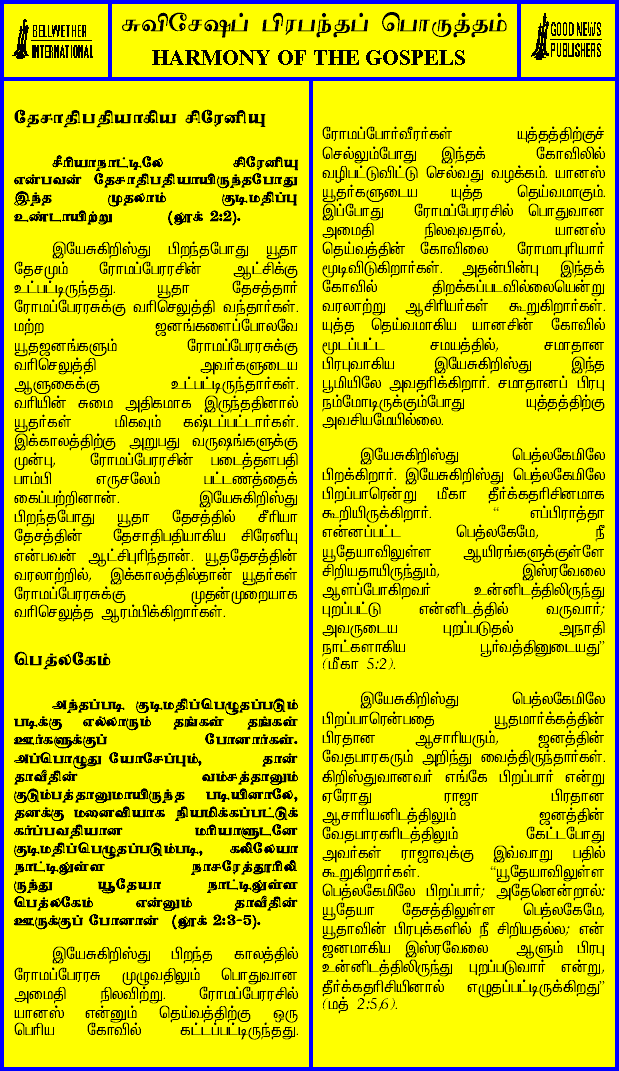 BELLWETHER
INTERNATIONAL
சுவிசேஷப் பிரபந்தப் பொருத்தம்
HARMONY OF THE GOSPELS
GOOD NEWS
PUBLISHERS
தேசாதிபதியாகிய சிரேனியு
சீரியாநாட்டிலே சிரேனியு
என்பவன் தேசாதிபதியாயிருந்தபோது
இந்த முதலாம் குடிமதிப்பு
உண்டாயிற்று (லூக் 2:2).
இயேசுகிறிஸ்து பிறந்தபோது யூதா
தேசமும் ரோமப்பேரரசின் ஆட்சிக்கு
உட்பட்டிருந்தது. யூதா தேசத்தார்
ரோமப்பேரரசுக்கு வரிசெலுத்தி வந்தார்கள்.
மற்ற ஜனங்களைப்போலவே
யூதஜனங்களும் ரோமப்பேரரசுக்கு
வரிசெலுத்தி அவர்களுடைய
ஆளுகைக்கு உட்பட்டிருந்தார்கள்.
வரியின் சுமை அதிகமாக இருந்ததினால்
யூதர்கள் மிகவும் கஷ்டப்பட்டார்கள்.
இக்காலத்திற்கு அறுபது வருஷங்களுக்கு
முன்பு, ரோமப்பேரரசின் படைத்தளபதி
பாம்பி எருசலேம் பட்டணத்தைக்
கைப்பற்றினான். இயேசுகிறிஸ்து
பிறந்தபோது யூதா தேசத்தில் சீரியா
தேசத்தின் தேசாதிபதியாகிய சிரேனியு
என்பவன் ஆட்சிபுரிந்தான். யூததேசத்தின்
வரலாற்றில், இக்காலத்தில்தான் யூதர்கள்
ரோமப்பேரரசுக்கு முதன்முறையாக
வரிசெலுத்த ஆரம்பிக்கிறார்கள்.
பெத்லகேம்
அந்தப்படி குடிமதிப்பெழுதப்படும்
படிக்கு எல்லாரும் தங்கள் தங்கள்
ஊர்களுக்குப் போனார்கள்.
அப்பொழுது யோசேப்பும், தான்
தாவீதின் வம்சத்தானும்
குடும்பத்தானுமாயிருந்த படியினாலே,
தனக்கு மனைவியாக நியமிக்கப்பட்டுக்
கர்ப்பவதியான மரியாளுடனே
குடிமதிப்பெழுதப்படும்படி, கலிலேயா
நாட்டிலுள்ள நாசரேத்தூரிலி
ருந்து யூதேயா நாட்டிலுள்ள
பெத்லகேம் என்னும் தாவீதின்
ஊருக்குப் போனான் (லூக் 2:3-5).
இயேசுகிறிஸ்து பிறந்த காலத்தில்
ரோமப்பேரரசு முழுவதிலும் பொதுவான
அமைதி நிலவிற்று. ரோமப்பேரரசில்
யானஸ் என்னும் தெய்வத்திற்கு ஒரு
பெரிய கோவில் கட்டப்பட்டிருந்தது.
ரோமப்போர்வீரர்கள் யுத்தத்திற்குச்
செல்லும்போது இந்தக் கோவிலில்
வழிபட்டுவிட்டு செல்வது வழக்கம். யானஸ்
யூதர்களுடைய யுத்த தெய்வமாகும்.
இப்போது ரோமப்பேரரசில் பொதுவான
அமைதி நிலவுவதால், யானஸ்
தெய்வத்தின் கோவிலை ரோமாபுரியார்
மூடிவிடுகிறார்கள். அதன்பின்பு இந்தக்
கோவில் திறக்கப்படவில்லையென்று
வரலாற்று ஆசிரியர்கள் கூறுகிறார்கள்.
யுத்த தெய்வமாகிய யானசின் கோவில்
மூடப்பட்ட சமயத்தில், சமாதான
பிரபுவாகிய இயேசுகிறிஸ்து இந்த
பூமியிலே அவதரிக்கிறார். சமாதானப் பிரபு
நம்மோடிருக்கும்போது யுத்தத்திற்கு
அவசியமேயில்லை.
இயேசுகிறிஸ்து பெத்லகேமிலே
பிறக்கிறார். இயேசுகிறிஸ்து பெத்லகேமிலே
பிறப்பாரென்று மீகா தீர்க்கதரிசினமாக
கூறியிருக்கிறார். “ எப்பிராத்தா
என்னப்பட்ட பெத்லகேமே, நீ
யூதேயாவிலுள்ள ஆயிரங்களுக்குள்ளே
சிறியதாயிருந்தும், இஸ்ரவேலை
ஆளப்போகிறவர் உன்னிடத்திலிருந்து
புறப்பட்டு என்னிடத்தில் வருவார்;
அவருடைய புறப்படுதல் அநாதி
நாட்களாகிய பூர்வத்தினுடையது”
(மீகா 5:2).
இயேசுகிறிஸ்து பெத்லகேமிலே
பிறப்பாரென்பதை யூதமார்க்கத்தின்
பிரதான ஆசாரியரும், ஜனத்தின்
வேதபாரகரும் அறிந்து வைத்திருந்தார்கள்.
கிறிஸ்துவானவர் எங்கே பிறப்பார் என்று
ஏரோது ராஜா பிரதான
ஆசாரியனிடத்திலும் ஜனத்தின்
வேதபாரகரிடத்திலும் கேட்டபோது
அவர்கள் ராஜாவுக்கு இவ்வாறு பதில்
கூறுகிறார்கள். “யூதேயாவிலுள்ள
பெத்லகேமிலே பிறப்பார்; அதேனென்றால்:
யூதேயா தேசத்திலுள்ள பெத்லகேமே,
யூதாவின் பிரபுக்களில் நீ சிறியதல்ல; என்
ஜனமாகிய இஸ்ரவேலை ஆளும் பிரபு
உன்னிடத்திலிருந்து புறப்படுவார் என்று,
தீர்க்கதரிசியினால் எழுதப்பட்டிருக்கிறது”
(மத் 2:5,6).